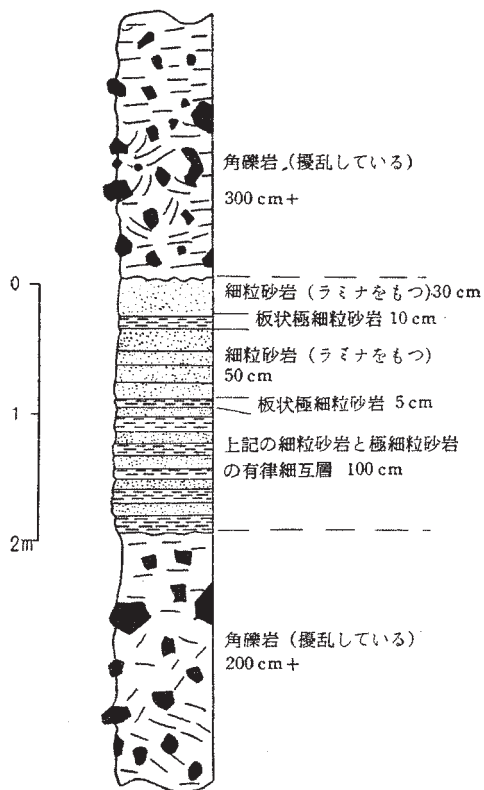 角礫岩（擾乱している）
300 cm+
0
細粒砂岩（ラミナをもつ）30 cm
板状極細粒砂岩 10 cm
細粒砂岩（ラミナをもつ）
50 cm
1
板状極細粒砂岩 5 cm
上記の細粒砂岩と極細粒砂岩
の有律細互層 100 cm
2m
角礫岩（擾乱している）
200 cm+